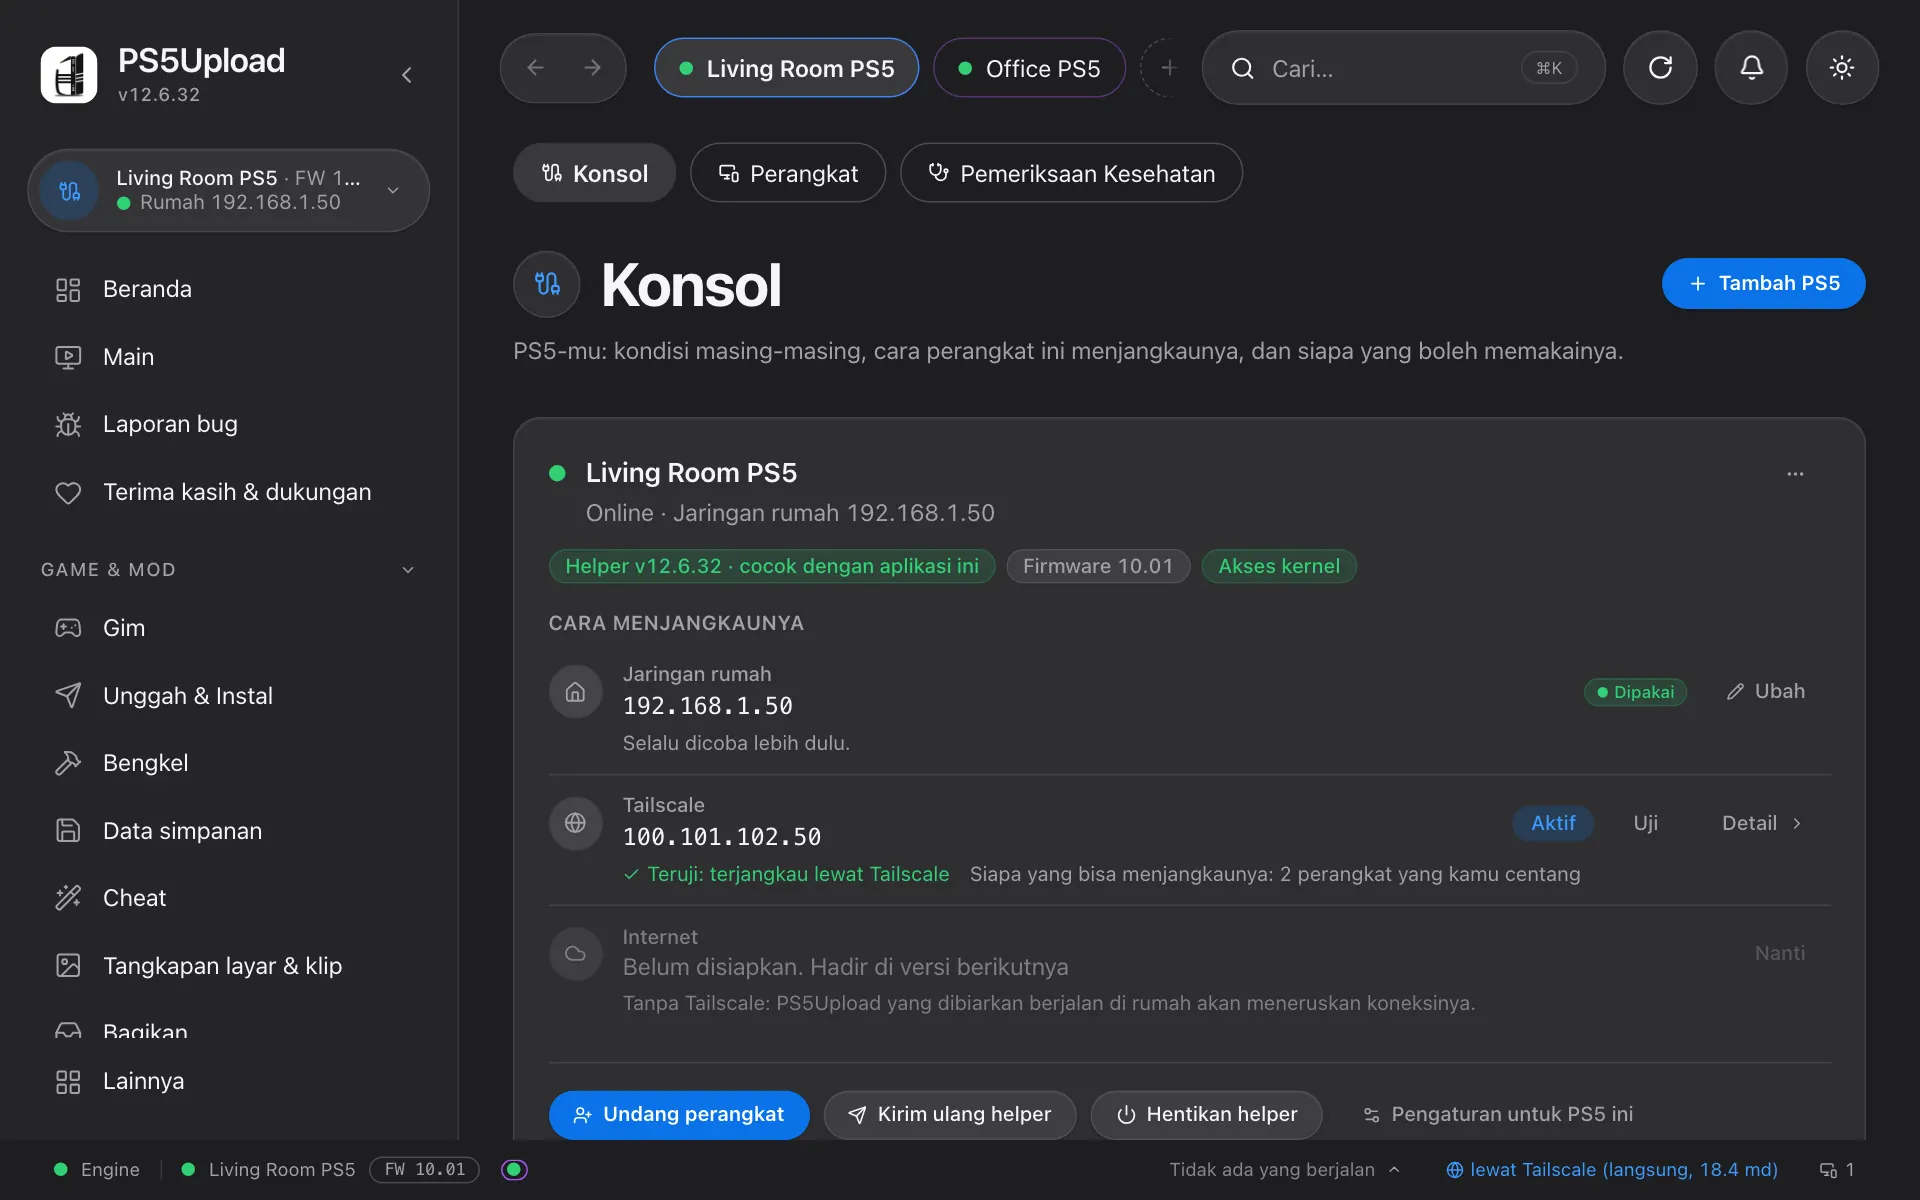 PS5Upload
v12.6.32
Living Room PS5 · FW 1...
Rumah 192.168.1.50
Beranda
Main
Laporan bug
Terima kasih & dukungan
GAME & MOD
Gim
Unggah & Instal
Bengkel
Data simpanan
Cheat
Tangkapan layar & klip
Bagikan
Lainnya
Living Room PS5
Office PS5
Cari...
⌘K
Konsol
Perangkat
Pemeriksaan Kesehatan
Konsol
Tambah PS5
PS5-mu: kondisi masing-masing, cara perangkat ini menjangkaunya, dan siapa yang boleh memakainya.
Living Room PS5
Online · Jaringan rumah 192.168.1.50
Helper v12.6.32 · cocok dengan aplikasi ini
Firmware 10.01
Akses kernel
CARA MENJANGKAUNYA
Jaringan rumah
192.168.1.50
Selalu dicoba lebih dulu.
Dipakai
Ubah
Tailscale
100.101.102.50
Teruji: terjangkau lewat Tailscale
Siapa yang bisa menjangkaunya: 2 perangkat yang kamu centang
Aktif
Uji
Detail
Internet
Belum disiapkan. Hadir di versi berikutnya
Tanpa Tailscale: PS5Upload yang dibiarkan berjalan di rumah akan meneruskan koneksinya.
Nanti
Undang perangkat
Kirim ulang helper
Hentikan helper
Pengaturan untuk PS5 ini
Engine
Living Room PS5
FW 10.01
Tidak ada yang berjalan
lewat Tailscale (langsung, 18.4 md)
1